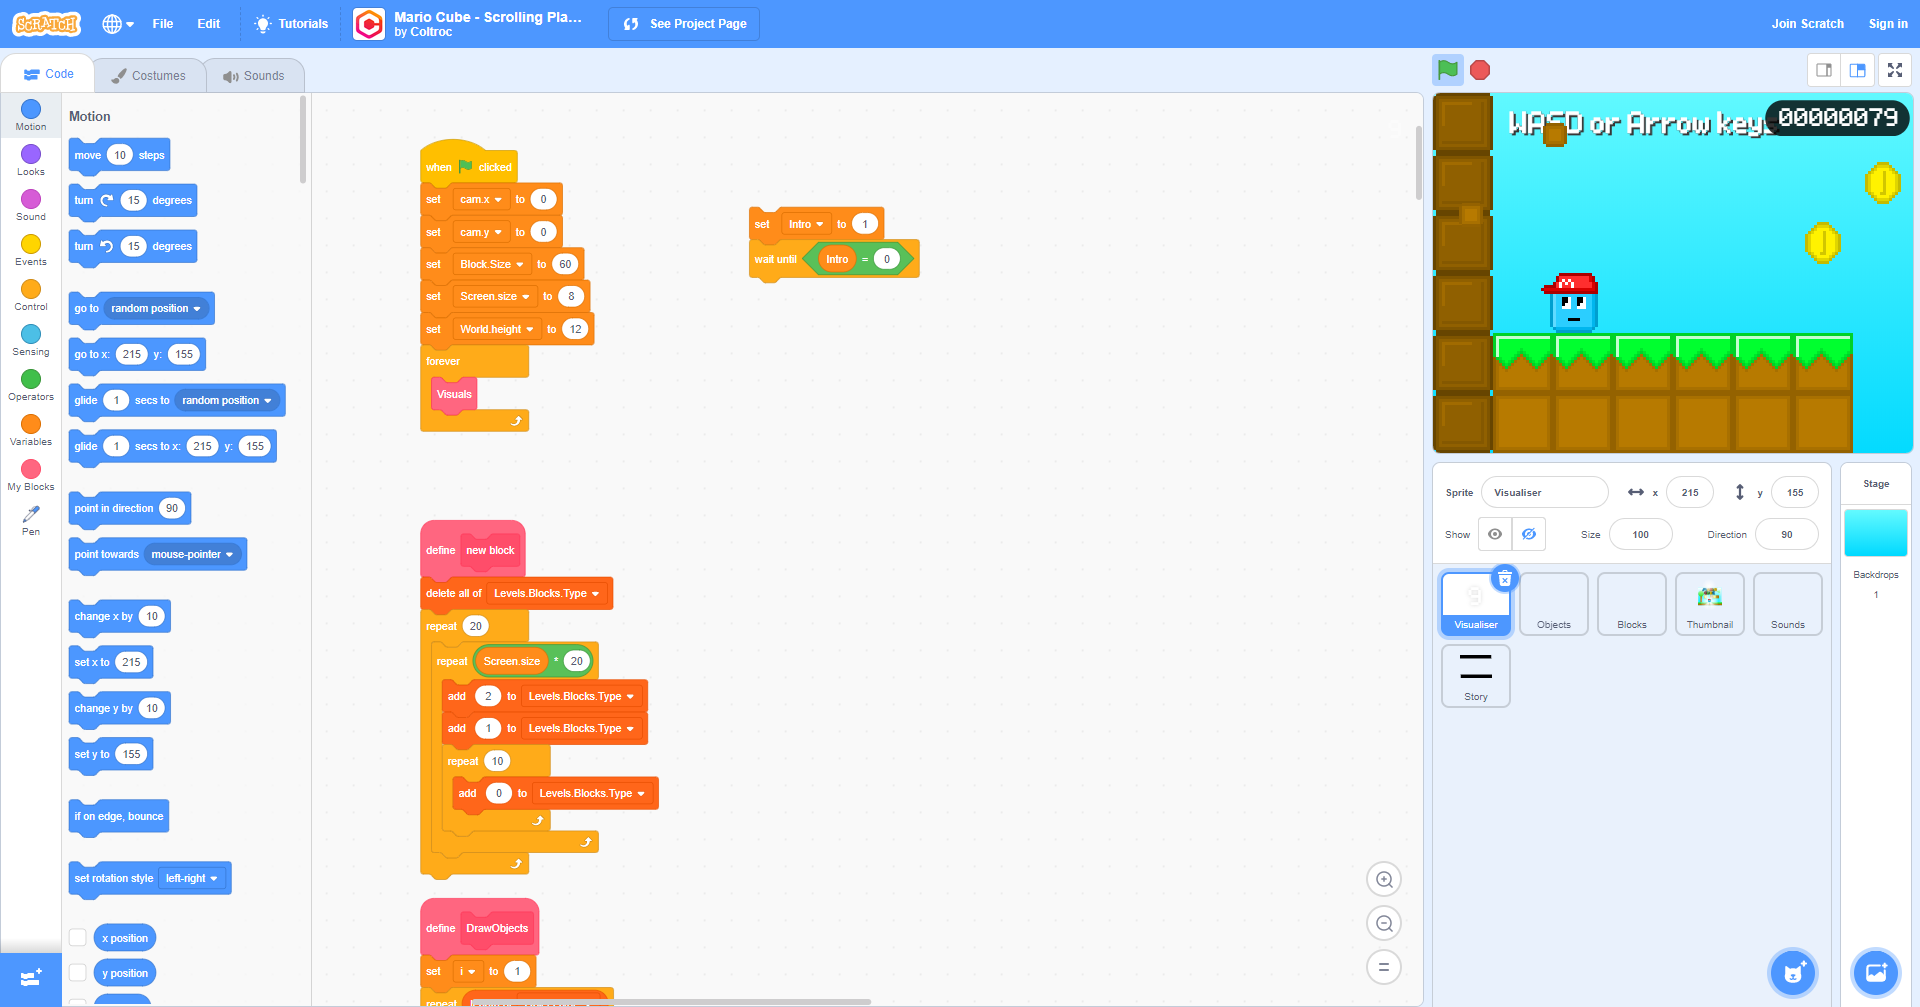 SCRATCH
File
Edit
Tutorials
Mario Cube - Scrolling Pla...
by Coltroc
See Project Page
Join Scratch
Sign in
Code
Costumes
Sounds
Motion
Looks
Sound
Events
Control
Sensing
Operators
Variables
My Blocks
Pen
Motion
move 10 steps
turn 15 degrees
turn 15 degrees
go to random position
go to x: 215 y: 155
glide 1 secs to random position
glide 1 secs to x: 215 y: 155
point in direction 90
point towards mouse-pointer
change x by 10
set x to 215
change y by 10
set y to 155
if on edge, bounce
set rotation style left-right
x position
y position
when clicked
set cam.x to 0
set cam.y to 0
set Block.Size to 60
set Screen.size to 8
set World.height to 12
forever
Visuals
set Intro to 1
wait until Intro = 0
define new block
delete all of Levels.Blocks.Type
repeat 20
repeat Screen.size * 20
add 2 to Levels.Blocks.Type
add 1 to Levels.Blocks.Type
repeat 10
add 0 to Levels.Blocks.Type
define DrawObjects
set i to 1
repeat
WASD or Arrow keys
00000079
M
Sprite Visualiser x 215 y 155
Show Size 100 Direction 90
Visualiser
Objects
Blocks
Thumbnail
Sounds
Story
Stage
Backdrops
1